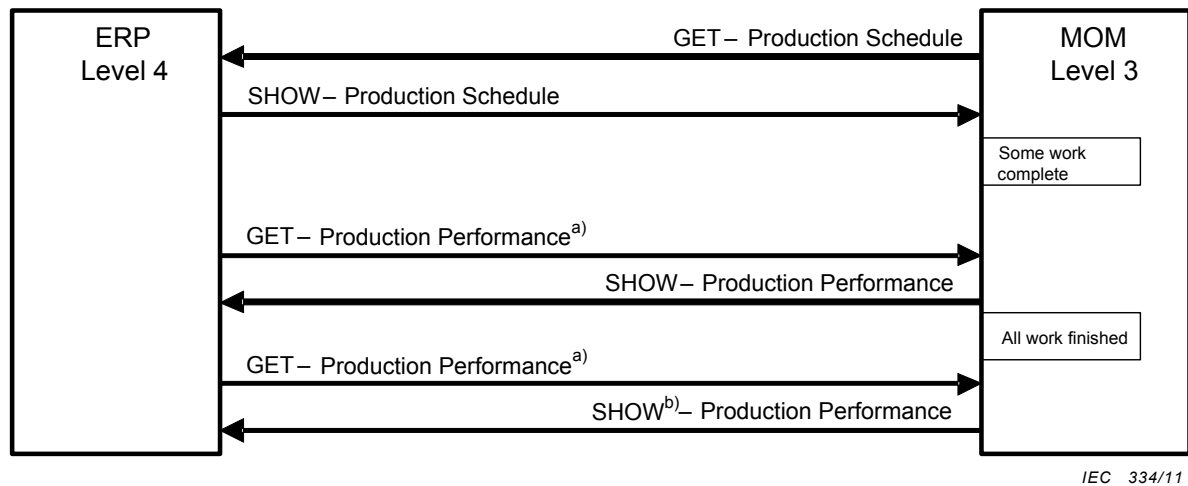 ERP
Level 4
MOM
Level 3
GET – Production Schedule
SHOW – Production Schedule
Some work
complete
GET – Production Performance a)
SHOW – Production Performance
All work finished
GET – Production Performance a)
SHOW b) – Production Performance
IEC 334/11